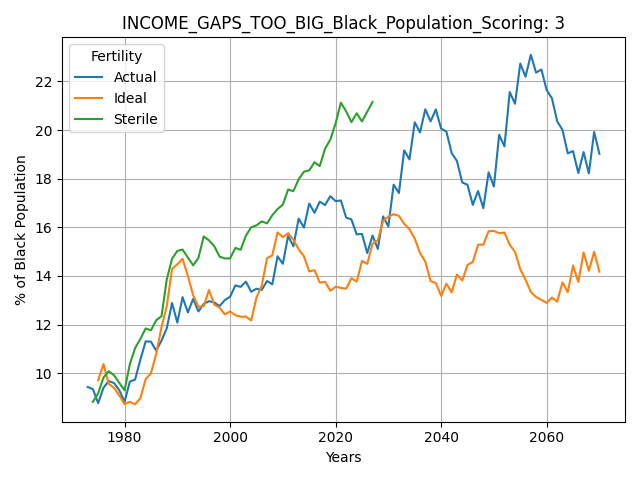 INCOME_GAPS_TOO_BIG_Black_Population_Scoring: 3
Fertility
Actual
Ideal
Sterile
% of Black Population
22
20
18
16
14
12
10
1980
2000
2020
2040
2060
Years